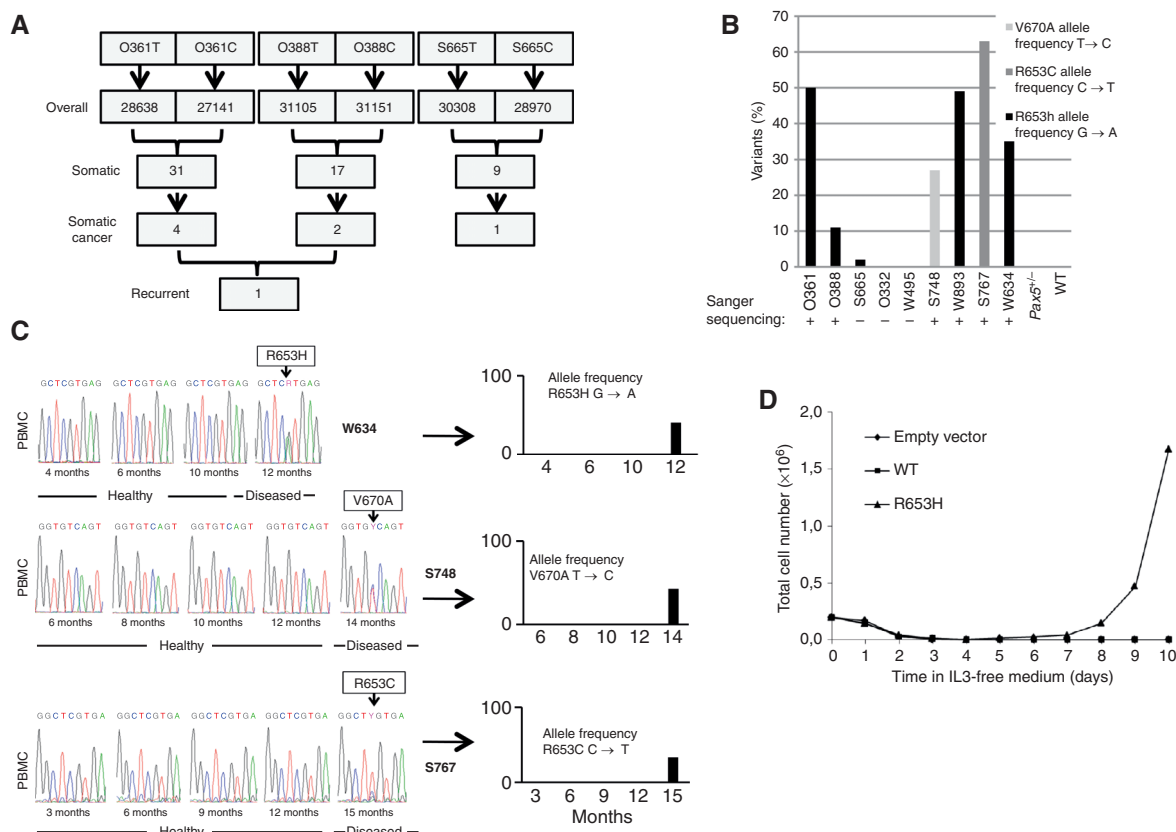 A
O361T O361C O388T O388C S665T S665C
Overall 28638 27141 31105 31151 30308 28970
Somatic 31 17 9
Somatic cancer 4 2 1
Recurrent 1
B
Variants (%)
70
60
50
40
30
20
10
0
V670A allele
frequency T→ C
R653C allele
frequency C → T
R653h allele
frequency G → A
O361 O388 S665 O332 W495 S748 W893 S767 W634 Pax5+/− WT
Sanger
sequencing: + + − − − + + + +
C
R653H
PBMC
GCTCGTGAG GCTCGTGAG GCTCGTGAG GCTCRTGAG
4 months 6 months 10 months 12 months
Healthy Diseased
W634
100
0
Allele frequency
R653H G → A
4 6 10 12
V670A
PBMC
GGTGTCAGT GGTGTCAGT GGTGTCAGT GGTGTCAGT GGTGYCAGT
6 months 8 months 10 months 12 months 14 months
Healthy Diseased
S748
100
0
Allele frequency
V670A T → C
6 8 10 12 14
R653C
PBMC
GGCTCGTGA GGCTCGTGA GGCTCGTGA GGCTCGTGA GGCTYGTGA
3 months 6 months 9 months 12 months 15 months
Healthy Diseased
S767
100
0
Allele frequency
R653C C → T
3 6 9 12 15
Months
D
Total cell number (×10⁶)
2,0
1,5
1,0
0,5
0,0
Empty vector
WT
R653H
0 1 2 3 4 5 6 7 8 9 10
Time in IL3-free medium (days)